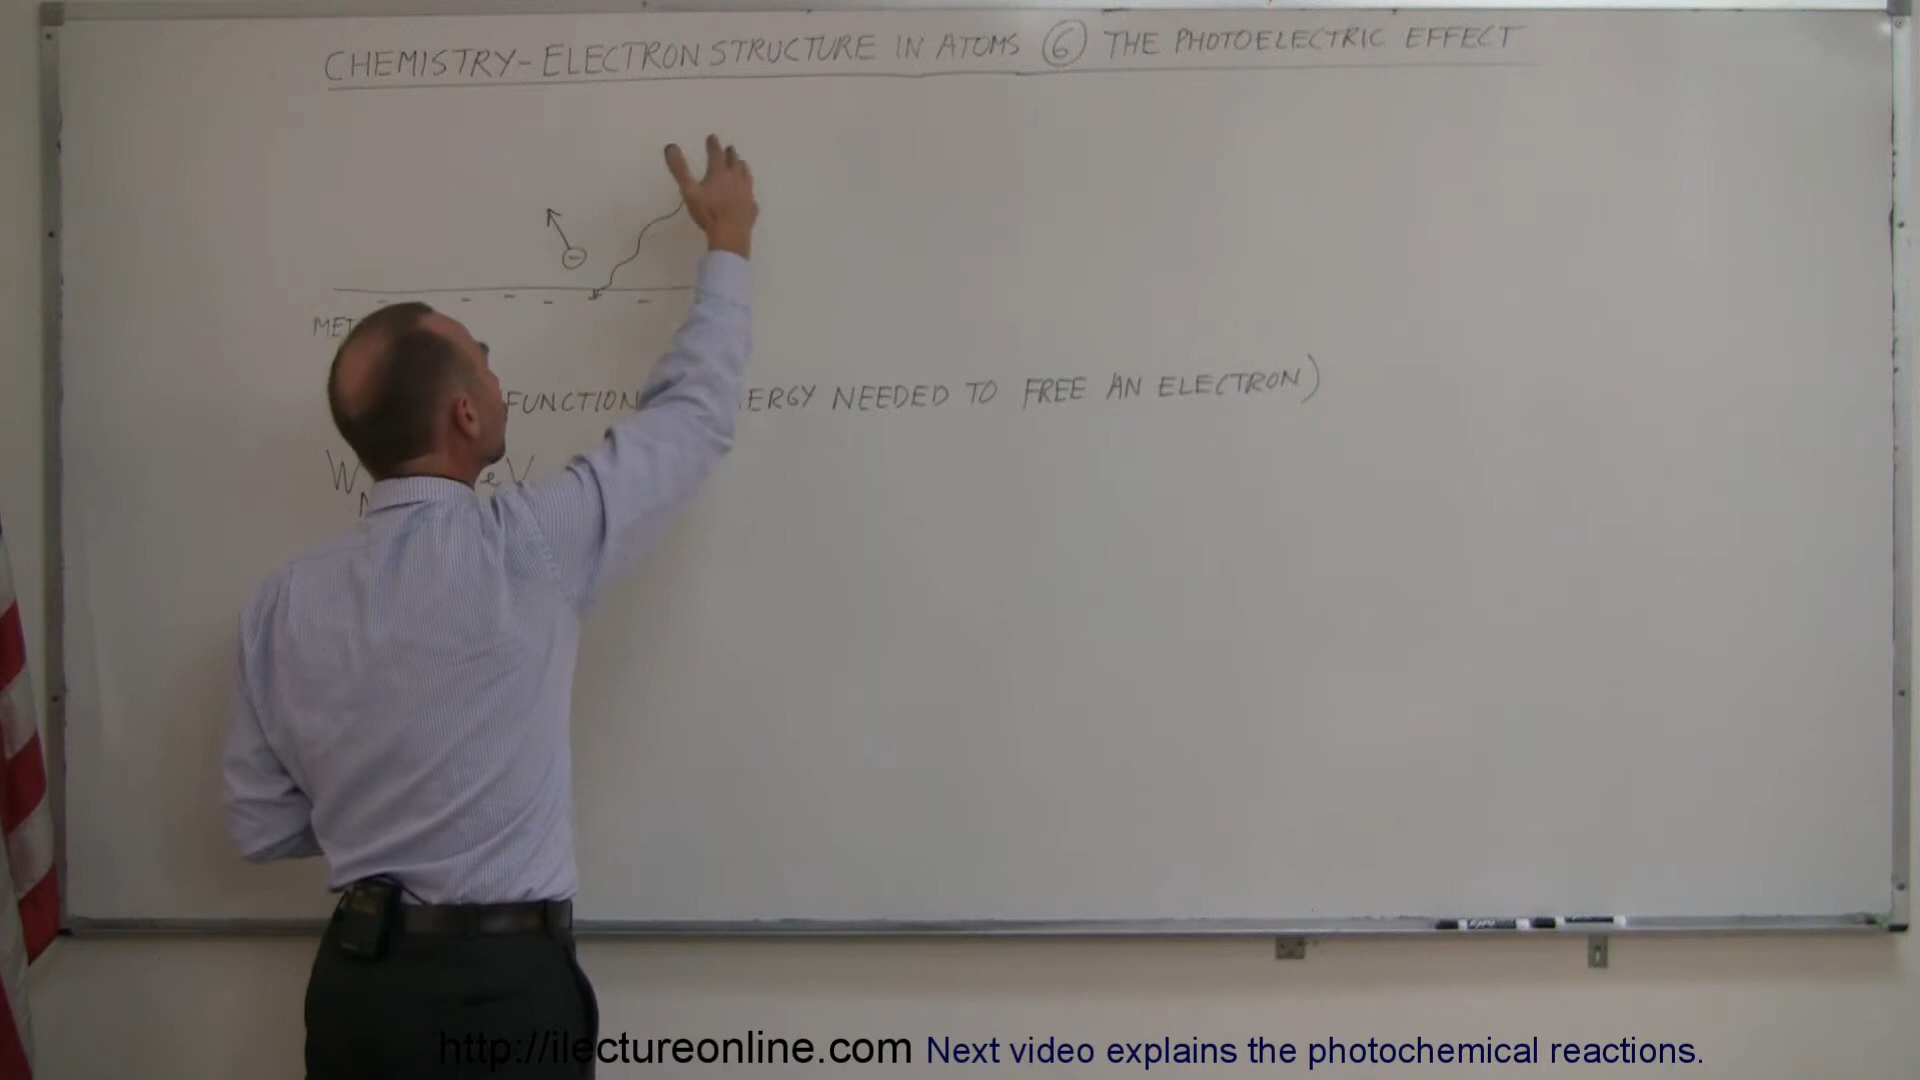 CHEMISTRY-ELECTRON STRUCTURE IN ATOMS ⑥ THE PHOTOELECTRIC EFFECT
MET
FUNCTION ERGY NEEDED TO FREE AN ELECTRON)
W eV
http://ilectureonline.com Next video explains the photochemical reactions.